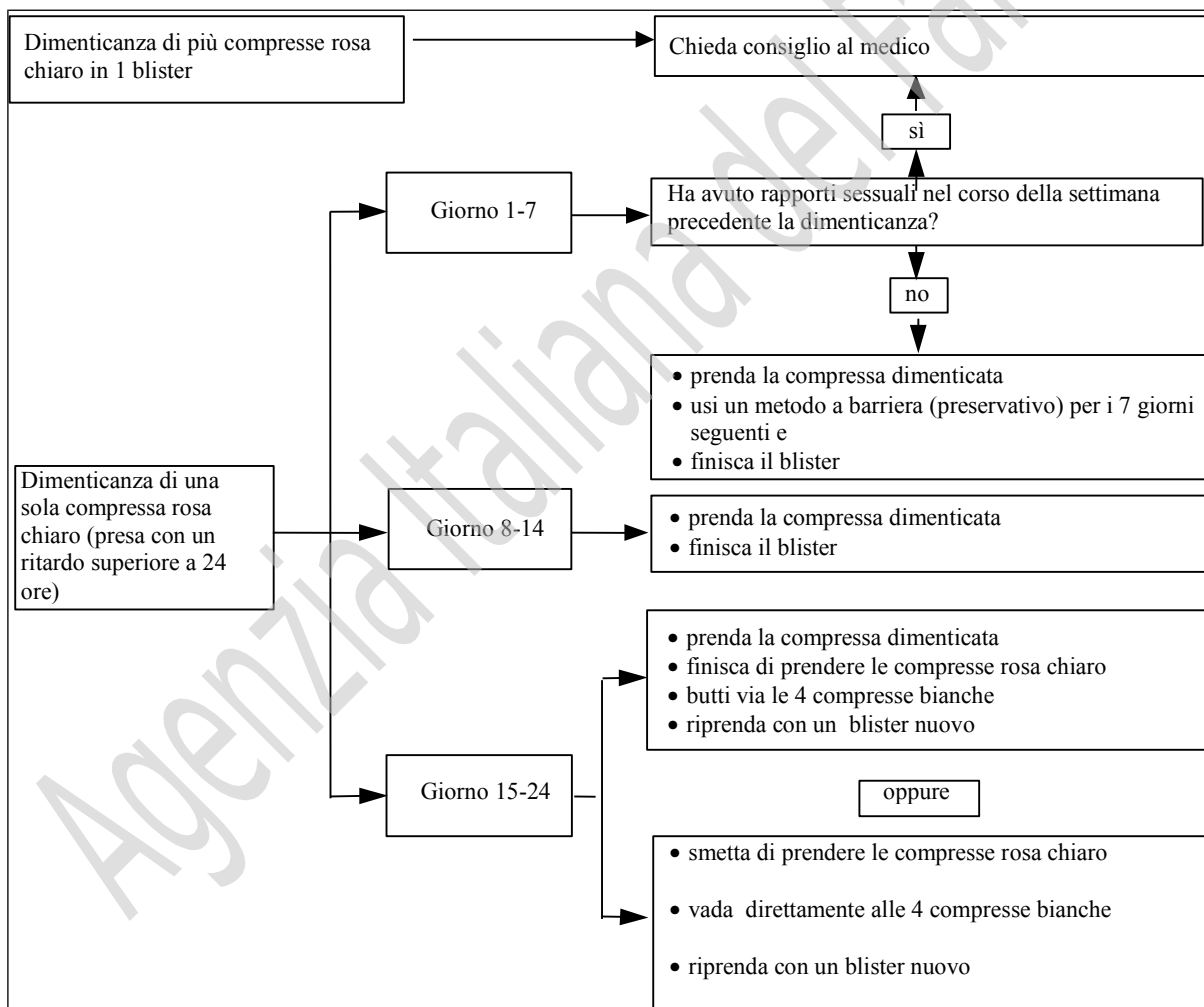 Dimenticanza di più compresse rosa
chiaro in 1 blister
Chieda consiglio al medico
sì
Giorno 1-7
Ha avuto rapporti sessuali nel corso della settimana
precedente la dimenticanza?
no
• prenda la compressa dimenticata
• usi un metodo a barriera (preservativo) per i 7 giorni
seguenti e
• finisca il blister
Dimenticanza di una
sola compressa rosa
chiaro (presa con un
ritardo superiore a 24
ore)
Giorno 8-14
• prenda la compressa dimenticata
• finisca il blister
Giorno 15-24
• prenda la compressa dimenticata
• finisca di prendere le compresse rosa chiaro
• butti via le 4 compresse bianche
• riprenda con un blister nuovo
oppure
• smetta di prendere le compresse rosa chiaro
• vada direttamente alle 4 compresse bianche
• riprenda con un blister nuovo
Agenzia Italiana del